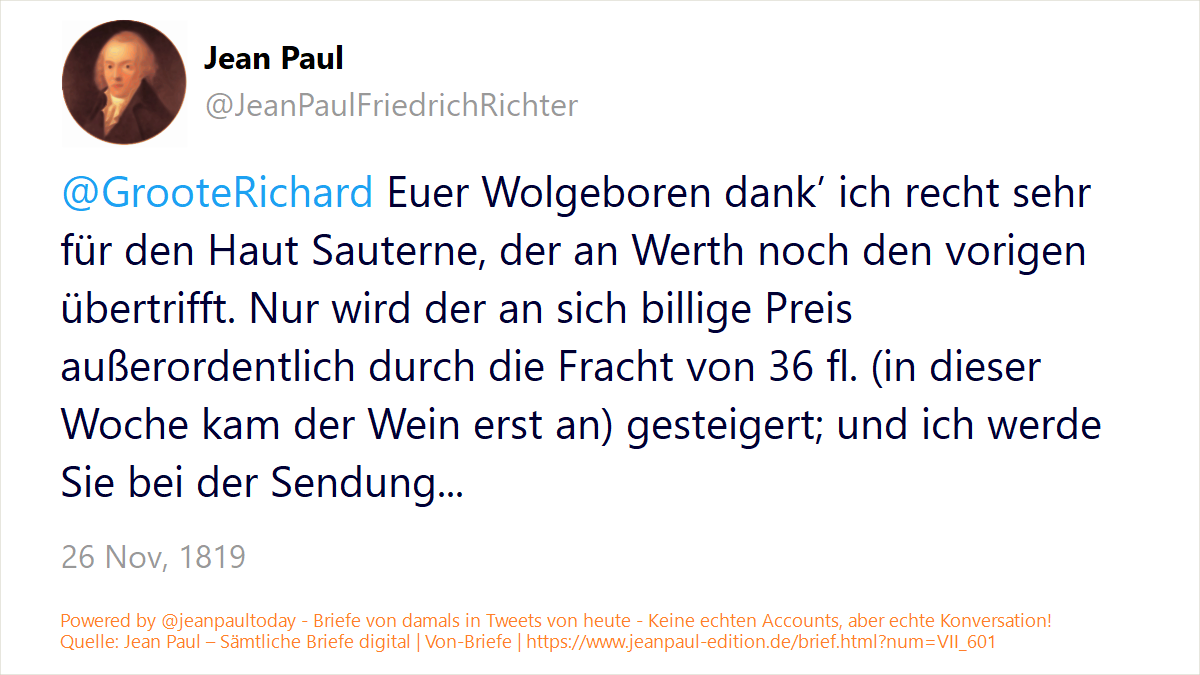 Jean Paul
@JeanPaulFriedrichRichter
@GrooteRichard Euer Wolgeboren dank’ ich recht sehr
für den Haut Sauterne, der an Werth noch den vorigen
übertrifft. Nur wird der an sich billige Preis
außerordentlich durch die Fracht von 36 fl. (in dieser
Woche kam der Wein erst an) gesteigert; und ich werde
Sie bei der Sendung...
26 Nov, 1819
Powered by @jeanpaultoday - Briefe von damals in Tweets von heute - Keine echten Accounts, aber echte Konversation!
Quelle: Jean Paul – Sämtliche Briefe digital | Von-Briefe | https://www.jeanpaul-edition.de/brief.html?num=VII_601